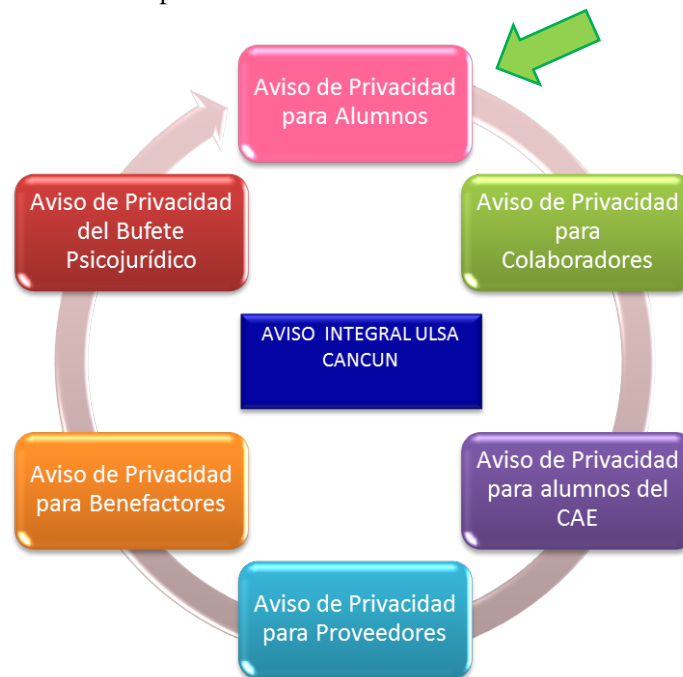 Aviso de Privacidad
para Alumnos
Aviso de Privacidad
para
Colaboradores
Aviso de Privacidad
para alumnos del
CAE
Aviso de Privacidad
para Proveedores
Aviso de Privacidad
para Benefactores
Aviso de Privacidad
del Bufete
Psicojurídico
AVISO INTEGRAL ULSA
CANCUN